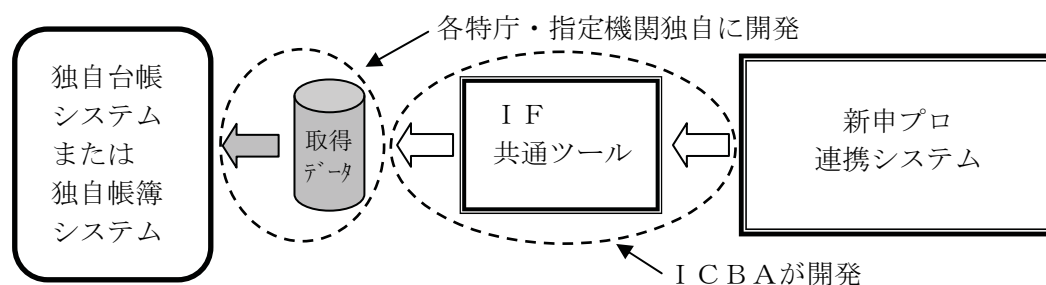 各特庁・指定機関独自に開発
独自台帳
システム
または
独自帳簿
システム
取得
ﾃﾞｰﾀ
ＩＦ
共通ツール
新申プロ
連携システム
ＩＣＢＡが開発